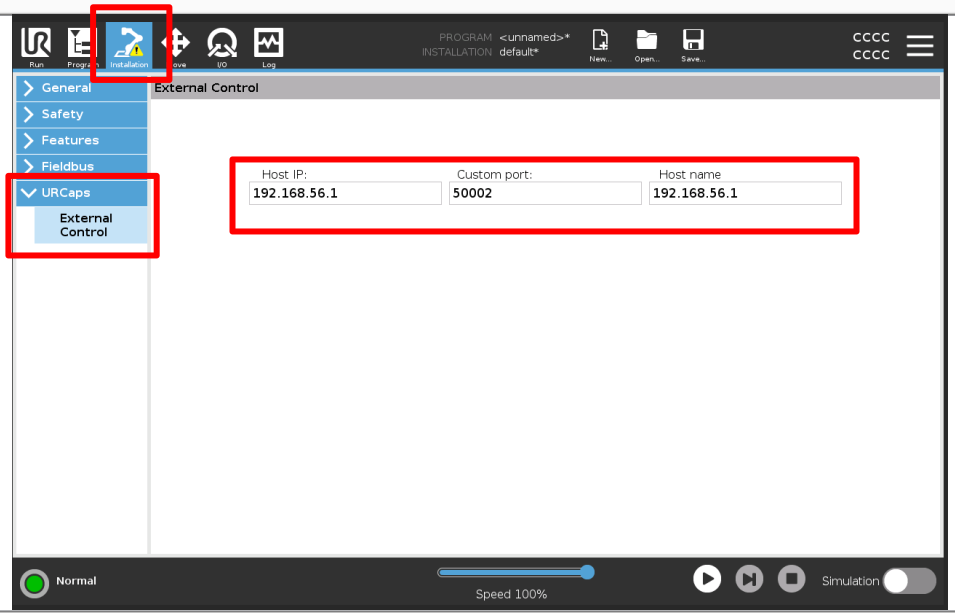 PROGRAM <unnamed>*
INSTALLATION default*
CCCC
CCCC
Run
Program
Installation
Move
I/O
Log
New...
Open...
Save...
General
External Control
Safety
Features
Fieldbus
URCaps
External
Control
Host IP:
Custom port:
Host name
192.168.56.1
50002
192.168.56.1
Normal
Speed 100%
Simulation